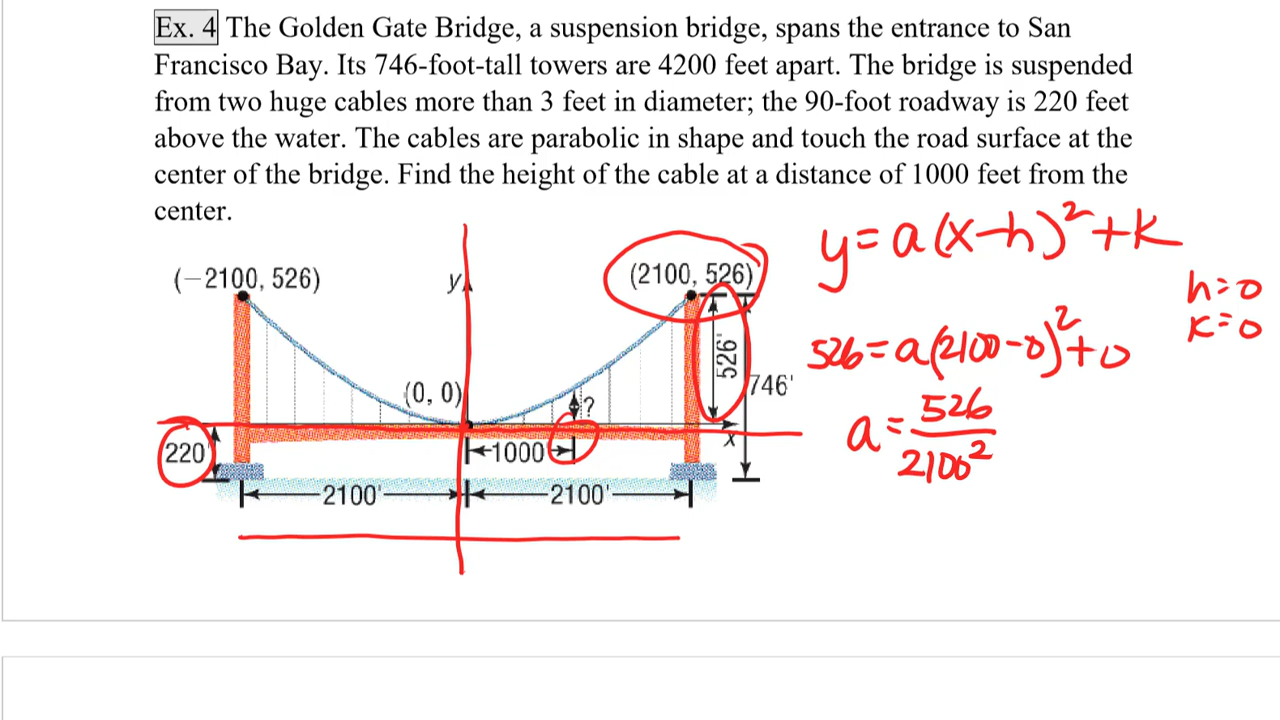 Ex. 4 The Golden Gate Bridge, a suspension bridge, spans the entrance to San
Francisco Bay. Its 746-foot-tall towers are 4200 feet apart. The bridge is suspended
from two huge cables more than 3 feet in diameter; the 90-foot roadway is 220 feet
above the water. The cables are parabolic in shape and touch the road surface at the
center of the bridge. Find the height of the cable at a distance of 1000 feet from the
center.
y=a(x-h)²+k
(−2100, 526)
y
(2100, 526)
h=0
k=0
526=a(2100-0)²+0
526'
746'
(0, 0)
?
a=526/2100²
220'
1000'
x
2100'
2100'